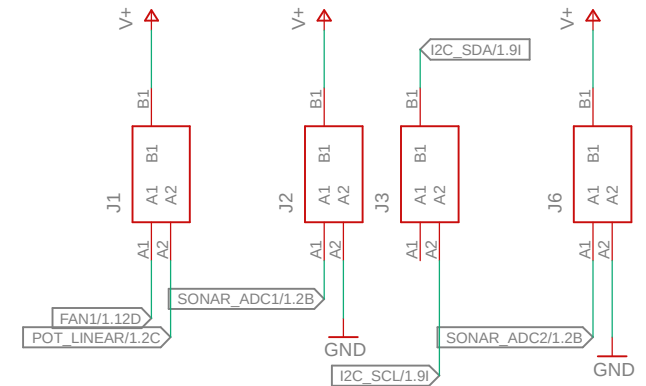 V+
V+
V+
I2C_SDA/1.9I
B1
B1
B1
B1
B1
B1
B1
B1
J1
A1
A2
J2
A1
A2
J3
A1
A2
J6
A1
A2
A1
A2
A1
A2
A1
A2
A1
A2
SONAR_ADC1/1.2B
FAN1/1.12D
POT_LINEAR/1.2C
SONAR_ADC2/1.2B
GND
GND
I2C_SCL/1.9I